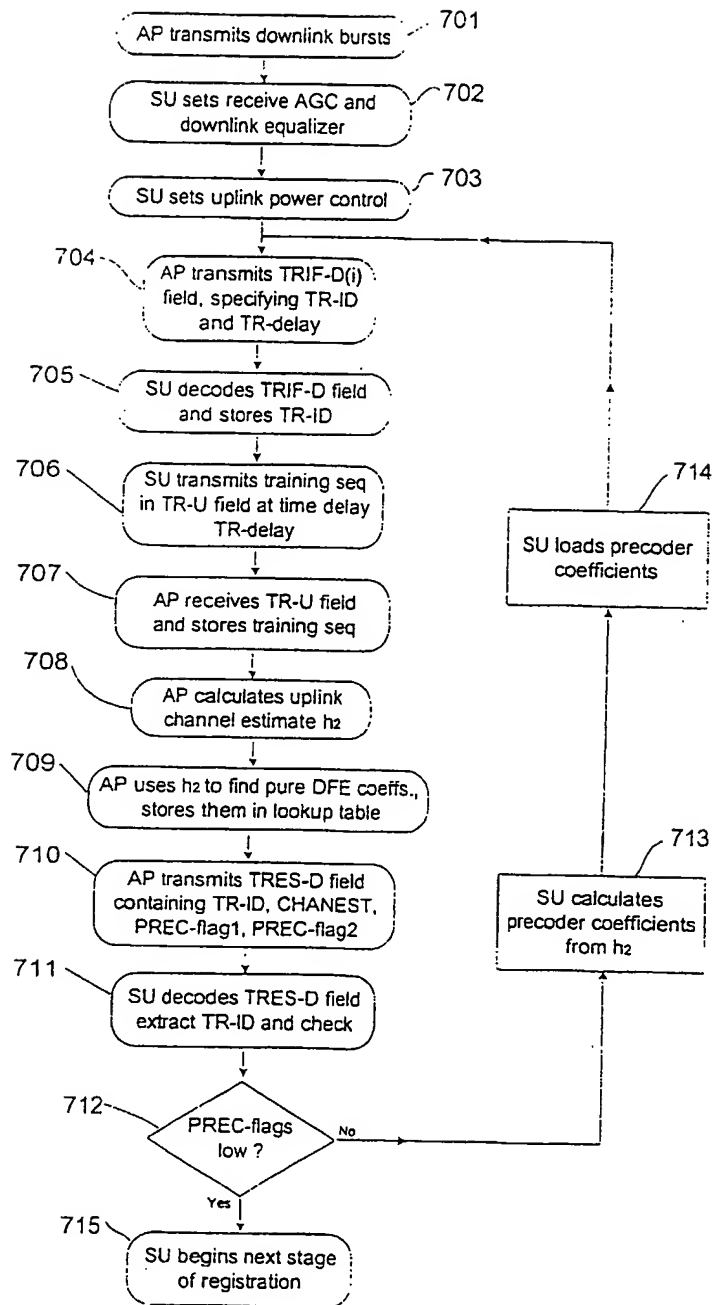 AP transmits downlink bursts
701
SU sets receive AGC and
downlink equalizer
702
SU sets uplink power control
703
704
AP transmits TRIF-D(i)
field, specifying TR-ID
and TR-delay
705
SU decodes TRIF-D field
and stores TR-ID
706
SU transmits training seq
in TR-U field at time delay
TR-delay
707
AP receives TR-U field
and stores training seq
708
AP calculates uplink
channel estimate h2
709
AP uses h2 to find pure DFE coeffs.,
stores them in lookup table
710
AP transmits TRES-D field
containing TR-ID, CHANEST,
PREC-flag1, PREC-flag2
711
SU decodes TRES-D field
extract TR-ID and check
712
PREC-flags
low ?
No
Yes
713
SU calculates
precoder coefficients
from h2
714
SU loads precoder
coefficients
715
SU begins next stage
of registration